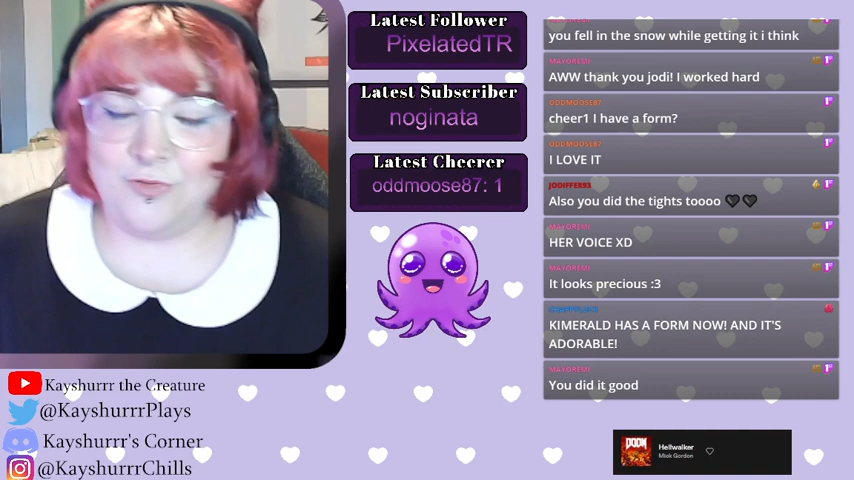 Latest Follower
PixelatedTR
Latest Subscriber
noginata
Latest Cheerer
oddmoose87: 1
Kayshurrr the Creature
@KayshurrrPlays
Kayshurrr's Corner
@KayshurrrChills
you fell in the snow while getting it i think
MAYOREMI
AWW thank you jodi! I worked hard
ODDMOOSE87
cheer1 I have a form?
ODDMOOSE87
I LOVE IT
JODIFFER93
Also you did the tights toooo 🖤🖤
MAYOREMI
HER VOICE XD
MAYOREMI
It looks precious :3
KIMERALD HAS A FORM NOW! AND IT'S
ADORABLE!
MAYOREMI
You did it good
DOOM
Hellwalker
Mick Gordon